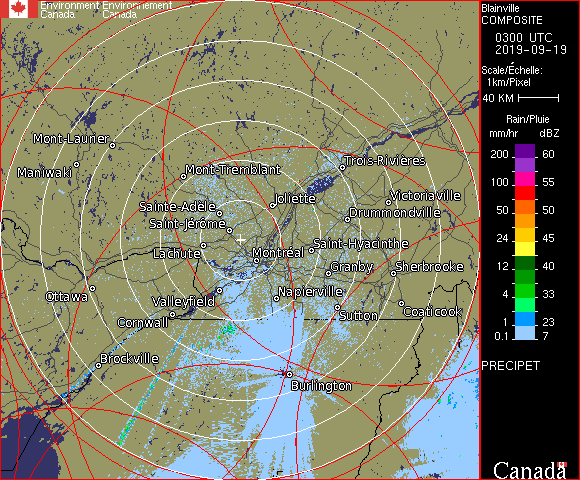 Environment Environnement
Canada Canada
Blainville
COMPOSITE
0300 UTC
2019-09-19
Scale/Échelle:
1km/Pixel
40 KM
Rain/Pluie
mm/hr dBZ
200 60
100 55
50 50
24 45
12 40
4 33
1 23
0.1 7
PRECIPET
Canada
Mont-Laurier
Maniwaki
Mont-Tremblant
Trois-Rivières
Joliette
Victoriaville
Sainte-Adèle
Drummondville
Saint-Jérôme
Lachute
Montréal
Saint-Hyacinthe
Granby
Sherbrooke
Ottawa
Valleyfield
Napierville
Cornwall
Sutton
Coaticook
Brockville
Burlington